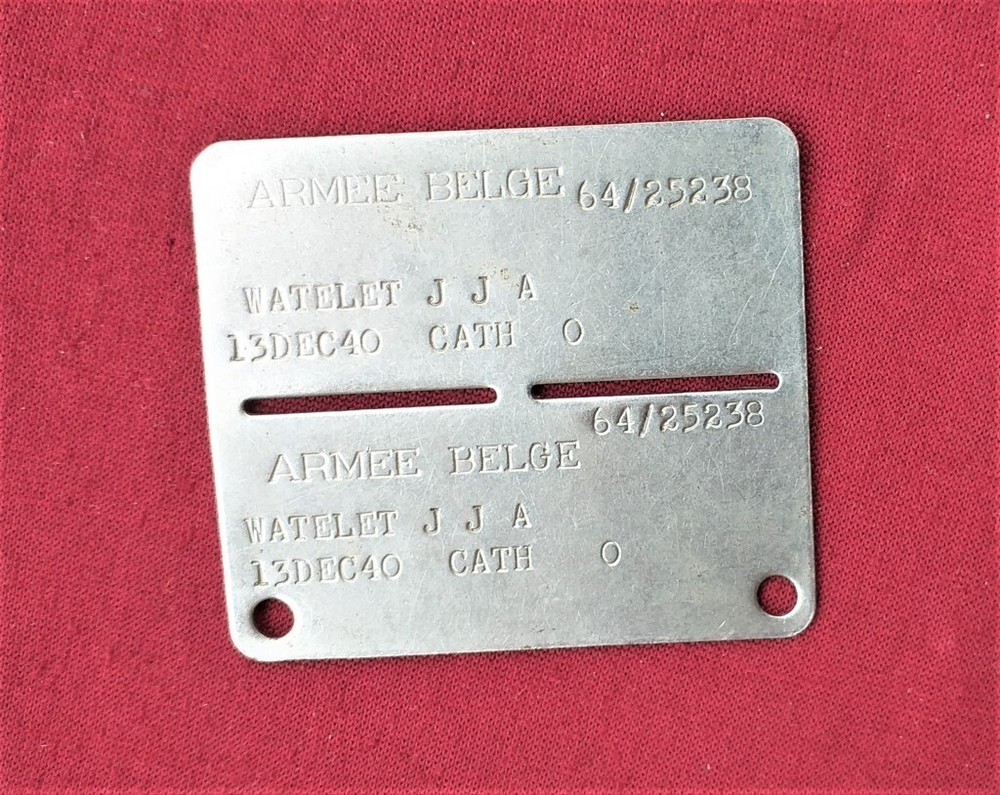 ARMEE BELGE 64/25238
WATELET J J A
13DEC40 CATH O
64/25238
ARMEE BELGE
WATELET J J A
13DEC40 CATH O